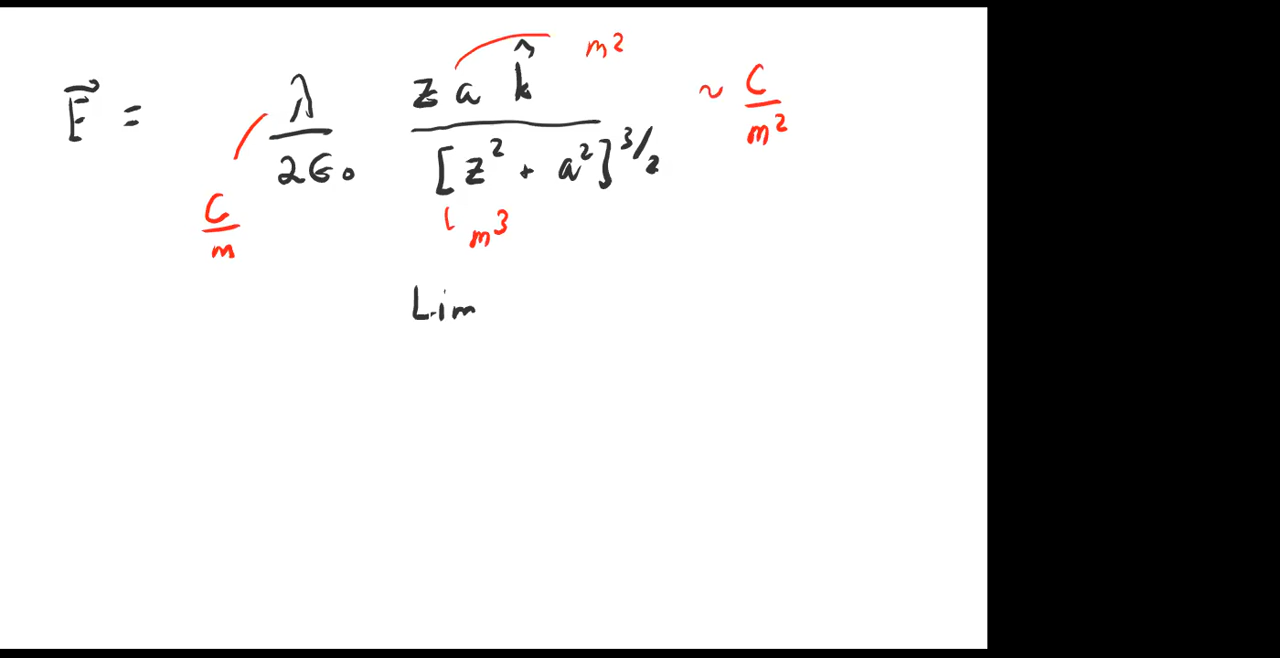 E⃗ = λ/2ϵ₀ z a k̂/[z² + a²]^3/2 ~ C/m²
m²
C/m
m³
Lim